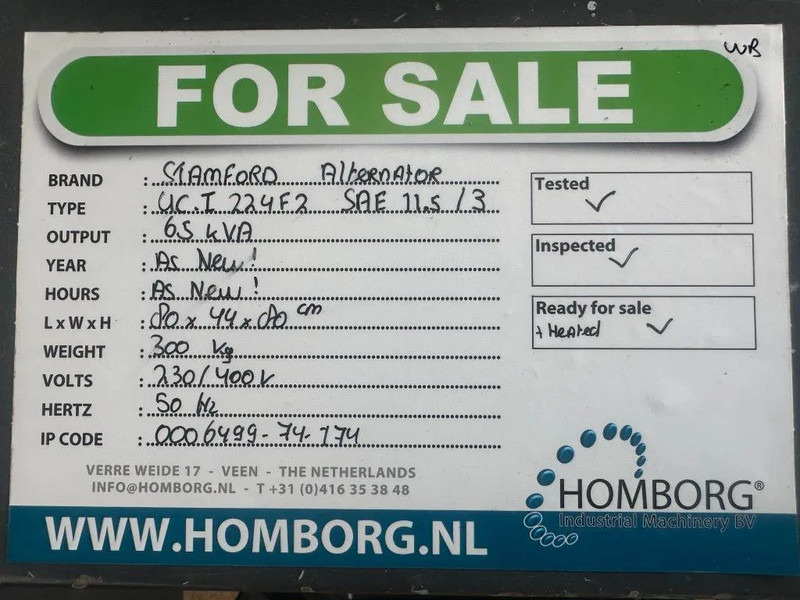 WB
FOR SALE
BRAND : STAMFORD Alternator
TYPE : UC.I 224F2 SAE 11.5 / 3
OUTPUT : 65 kVA
YEAR : As New!
HOURS : As New!
L x W x H : 80 x 44 x 80 cm
WEIGHT : 300 kg
VOLTS : 230/400V
HERTZ : 50 Hz
IP CODE : 0006499-74-174
Tested ✓
Inspected ✓
Ready for sale
+ Heated ✓
VERRE WEIDE 17 - VEEN - THE NETHERLANDS
INFO@HOMBORG.NL - T +31 (0)416 35 38 48
HOMBORG®
Industrial Machinery BV
WWW.HOMBORG.NL